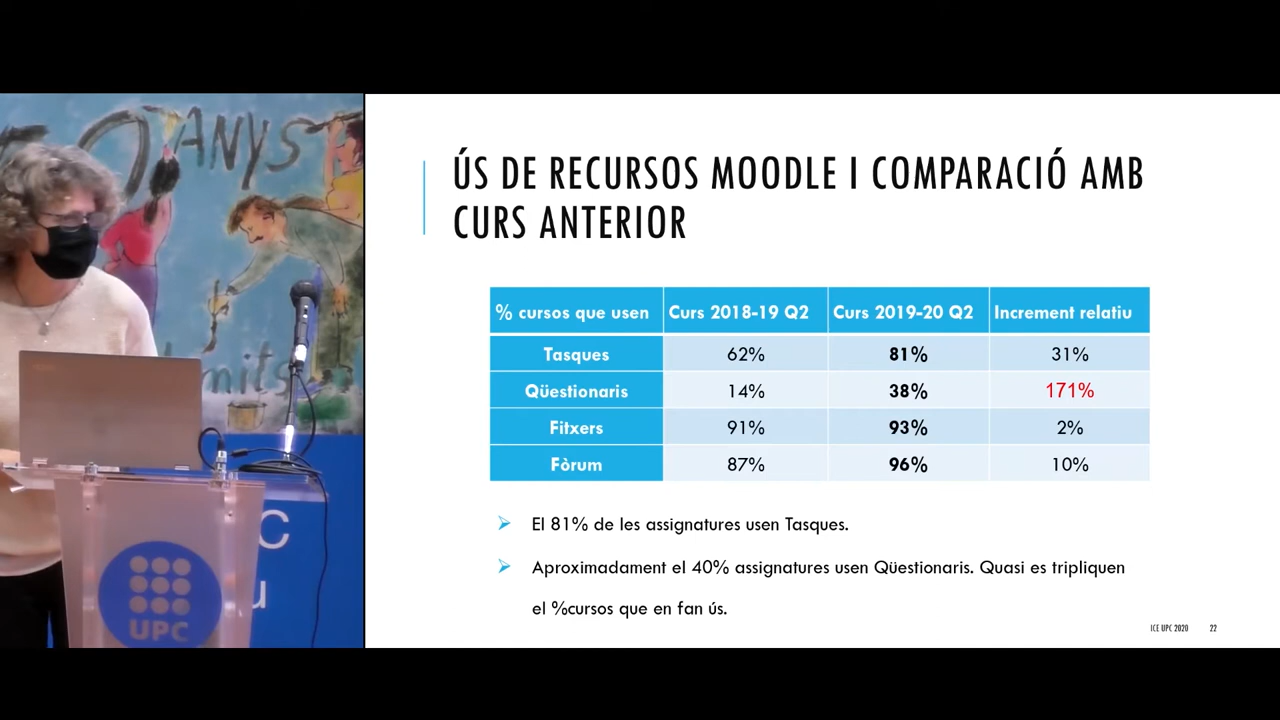 ANYS
mits
C
u
UPC
ÚS DE RECURSOS MOODLE I COMPARACIÓ AMB
CURS ANTERIOR
% cursos que usen Curs 2018-19 Q2 Curs 2019-20 Q2 Increment relatiu
Tasques 62% 81% 31%
Qüestionaris 14% 38% 171%
Fitxers 91% 93% 2%
Fòrum 87% 96% 10%
El 81% de les assignatures usen Tasques.
Aproximadament el 40% assignatures usen Qüestionaris. Quasi es tripliquen
el %cursos que en fan ús.
ICE UPC 2020 22